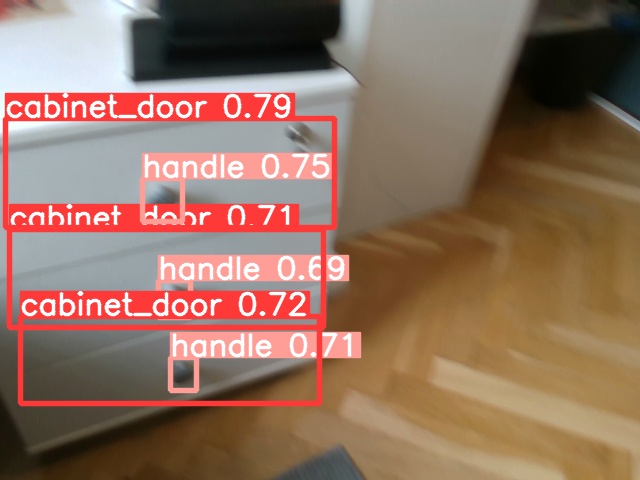 cabinet_door 0.79
handle 0.75
cabinet_door 0.71
handle 0.69
cabinet_door 0.72
handle 0.71